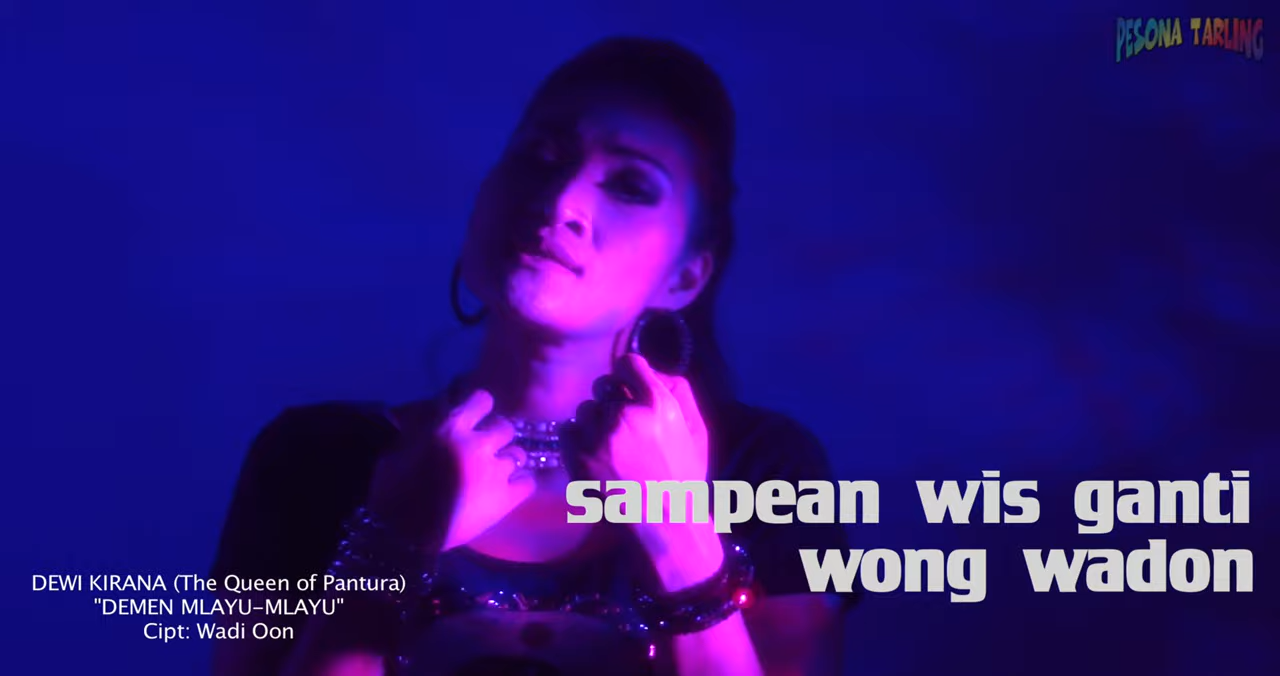 PESONA TARLING
sampean wis ganti
wong wadon
DEWI KIRANA (The Queen of Pantura)
"DEMEN MLAYU-MLAYU"
Cipt: Wadi Oon